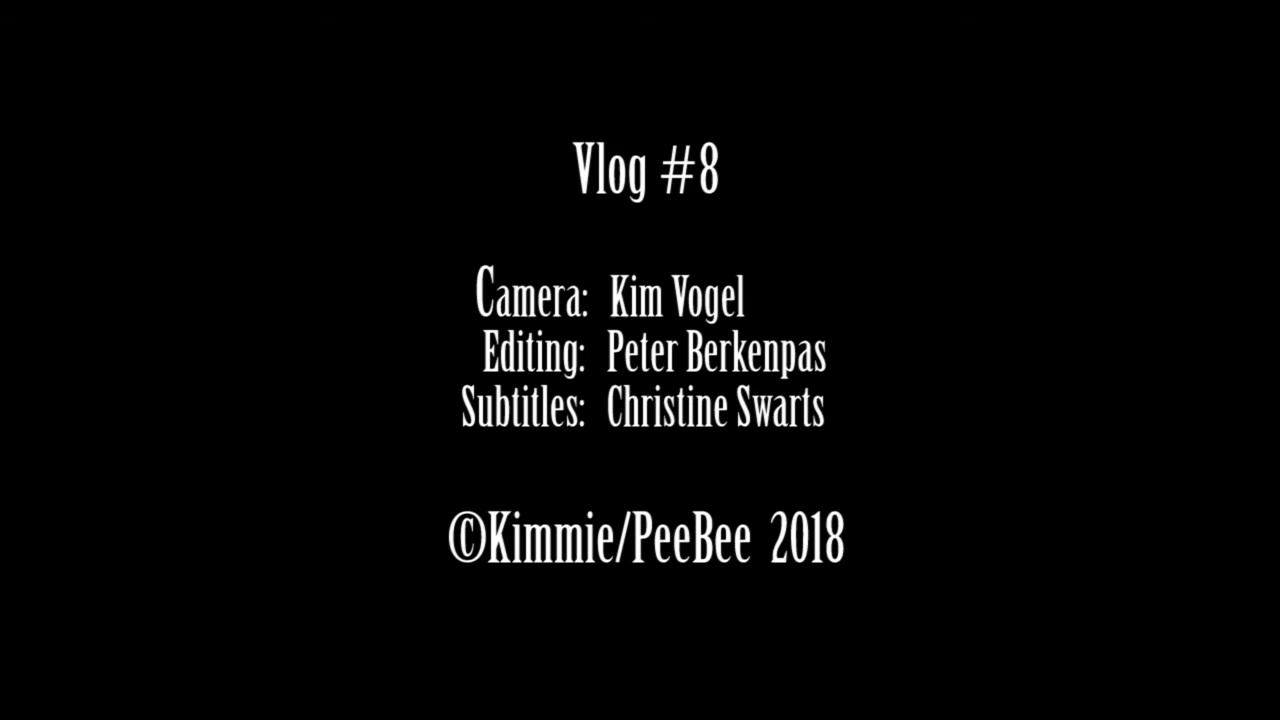 Vlog #8
Camera: Kim Vogel
Editing: Peter Berkenpas
Subtitles: Christine Swarts
©Kimmie/PeeBee 2018